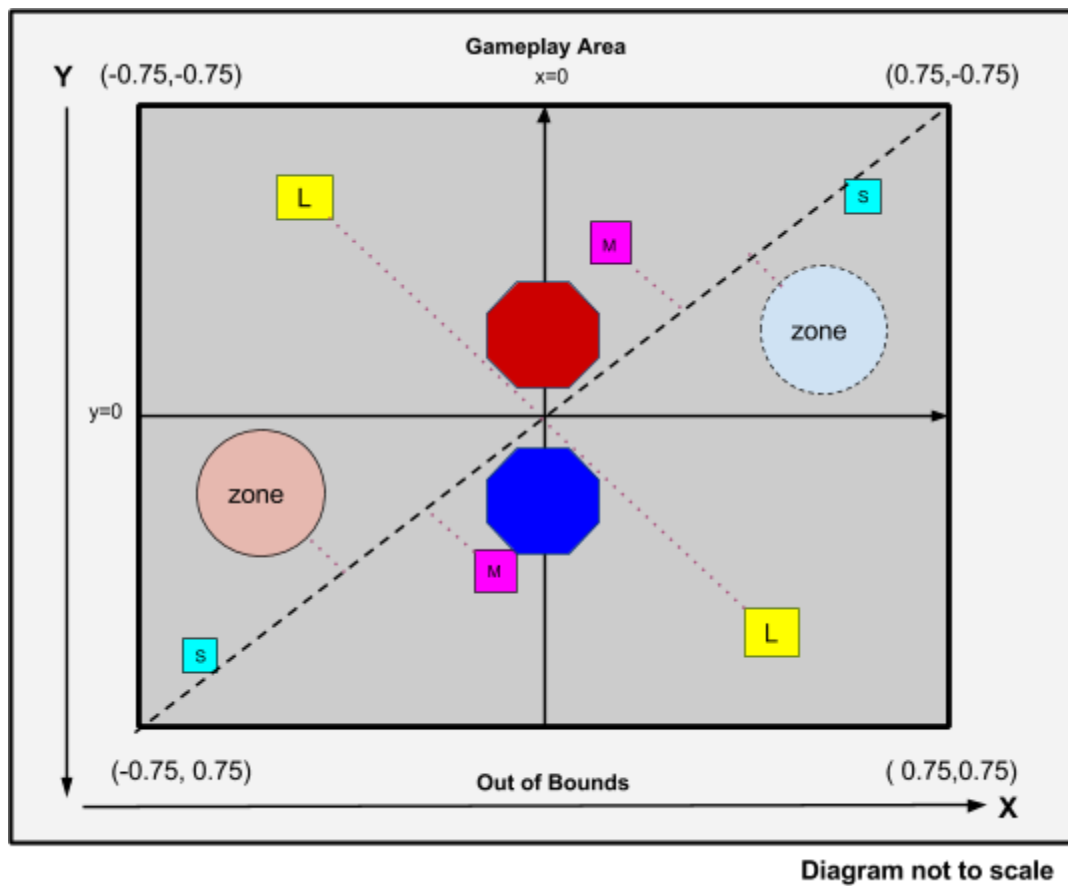 Gameplay Area
Y (-0.75,-0.75) x=0 (0.75,-0.75)
L
S
M
zone
y=0
zone
M
L
S
(-0.75, 0.75) Out of Bounds ( 0.75,0.75)
X
Diagram not to scale